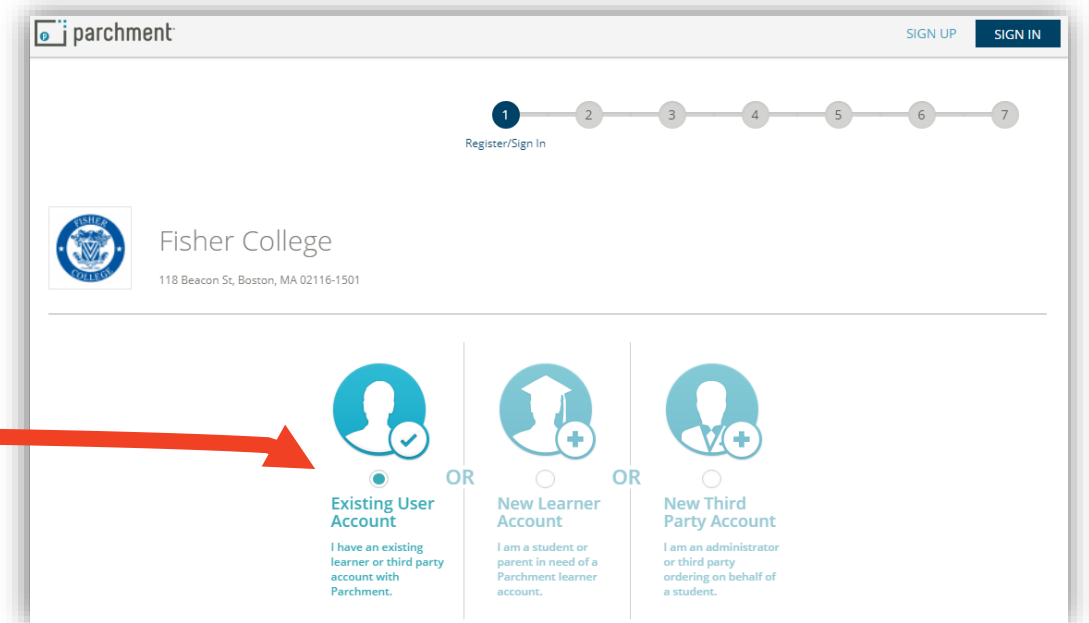 parchment
SIGN UP
SIGN IN
1 2 3 4 5 6 7
Register/Sign In
FISHER
COLLEGE
Fisher College
118 Beacon St, Boston, MA 02116-1501
OR
OR
Existing User
Account
I have an existing
learner or third party
account with
Parchment.
New Learner
Account
I am a student or
parent in need of a
Parchment learner
account.
New Third
Party Account
I am an administrator
or third party
ordering on behalf of
a student.